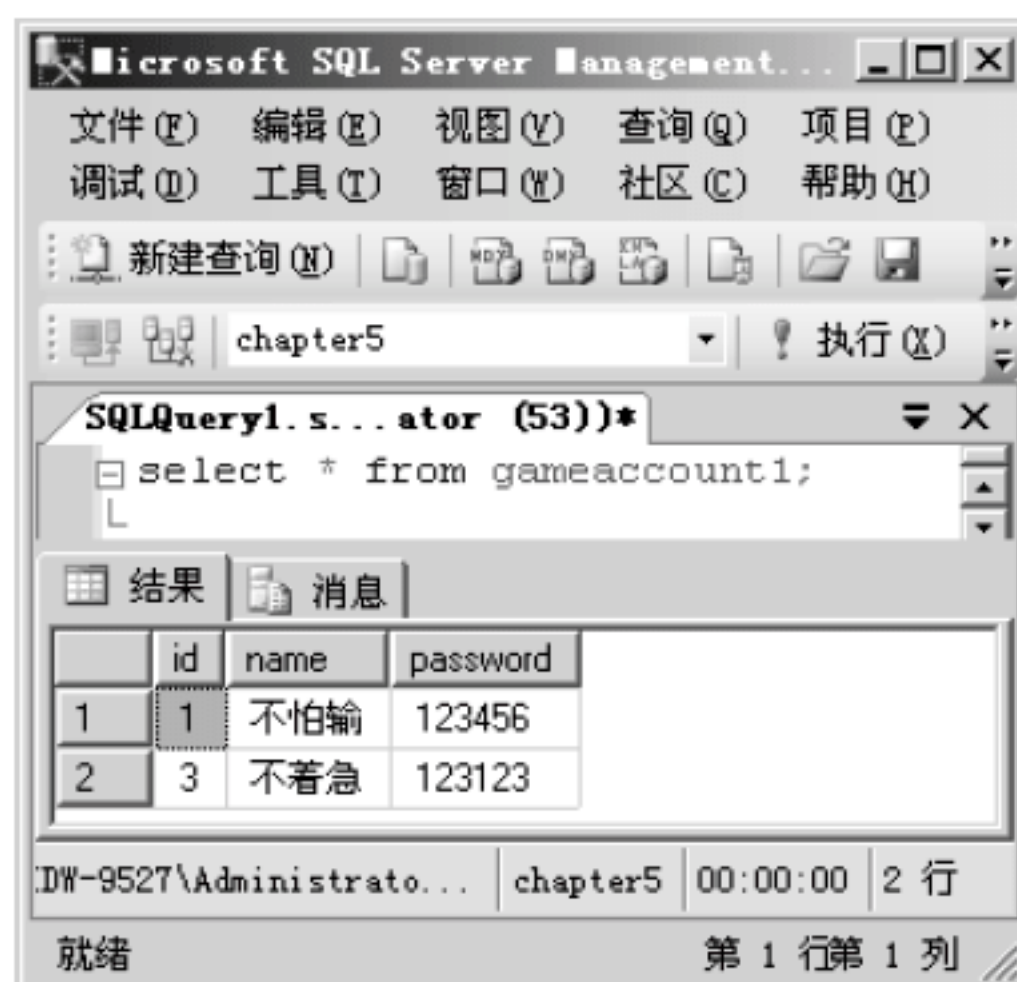 Microsoft SQL Server Management...
文件(F) 编辑(E) 视图(V) 查询(Q) 项目(P)
调试(D) 工具(T) 窗口(W) 社区(C) 帮助(H)
新建查询(N)
chapter5 执行(X)
SQLQuery1.s...ator (53))*
select * from gameaccount1;
结果 消息
id name password
1 1 不怕输 123456
2 3 不着急 123123
DW-9527\Administrato... chapter5 00:00:00 2 行
就绪 第 1 行 第 1 列